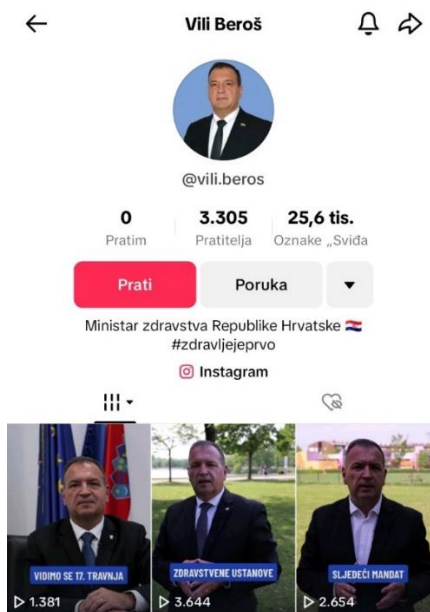 Vili Beroš
@vili.beros
0 3.305 25,6 tis.
Pratim Pratitelja Oznake „Sviđa
Prati Poruka
Ministar zdravstva Republike Hrvatske 🇭🇷
#zdravljejeprvo
Instagram
VIDIMO SE 17. TRAVNJA ZDRAVSTVENE USTANOVE SLJEDEĆI MANDAT
1.381 3.644 2.654